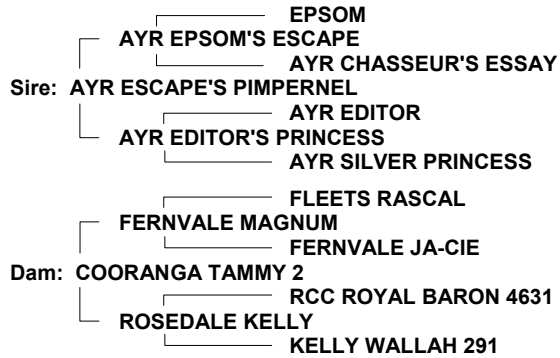 EPSOM
AYR EPSOM'S ESCAPE
AYR CHASSEUR'S ESSAY
Sire: AYR ESCAPE'S PIMPERNEL
AYR EDITOR
AYR EDITOR'S PRINCESS
AYR SILVER PRINCESS
FLEETS RASCAL
FERNVALE MAGNUM
FERNVALE JA-CIE
Dam: COORANGA TAMMY 2
RCC ROYAL BARON 4631
ROSEDALE KELLY
KELLY WALLAH 291